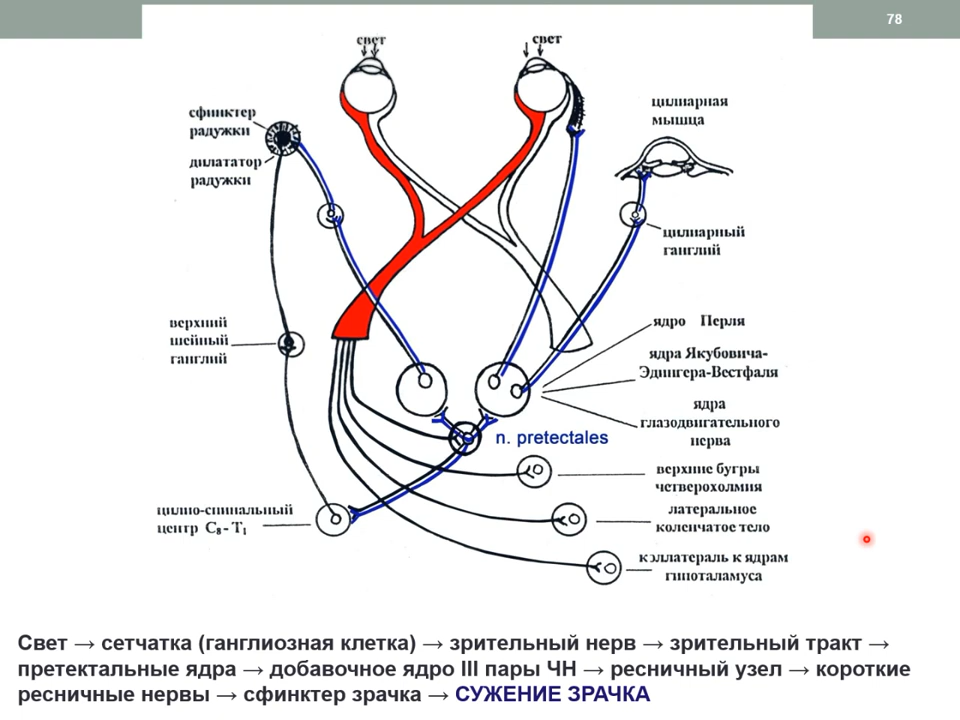 78
свет
свет
сфинктер
радужки
дилататор
радужки
цилиарная
мышца
цилиарный
ганглий
верхний
шейный
ганглий
ядро Перля
ядра Якубовича-
Эдингера-Вестфаля
ядра
глазодвигательного
нерва
n. pretectales
верхние бугры
четверохолмия
цилио-спинальный
центр C₈ - T₁
латеральное
коленчатое тело
коллатераль к ядрам
гипоталамуса
Свет → сетчатка (ганглиозная клетка) → зрительный нерв → зрительный тракт →
претектальные ядра → добавочное ядро III пары ЧН → ресничный узел → короткие
ресничные нервы → сфинктер зрачка → СУЖЕНИЕ ЗРАЧКА